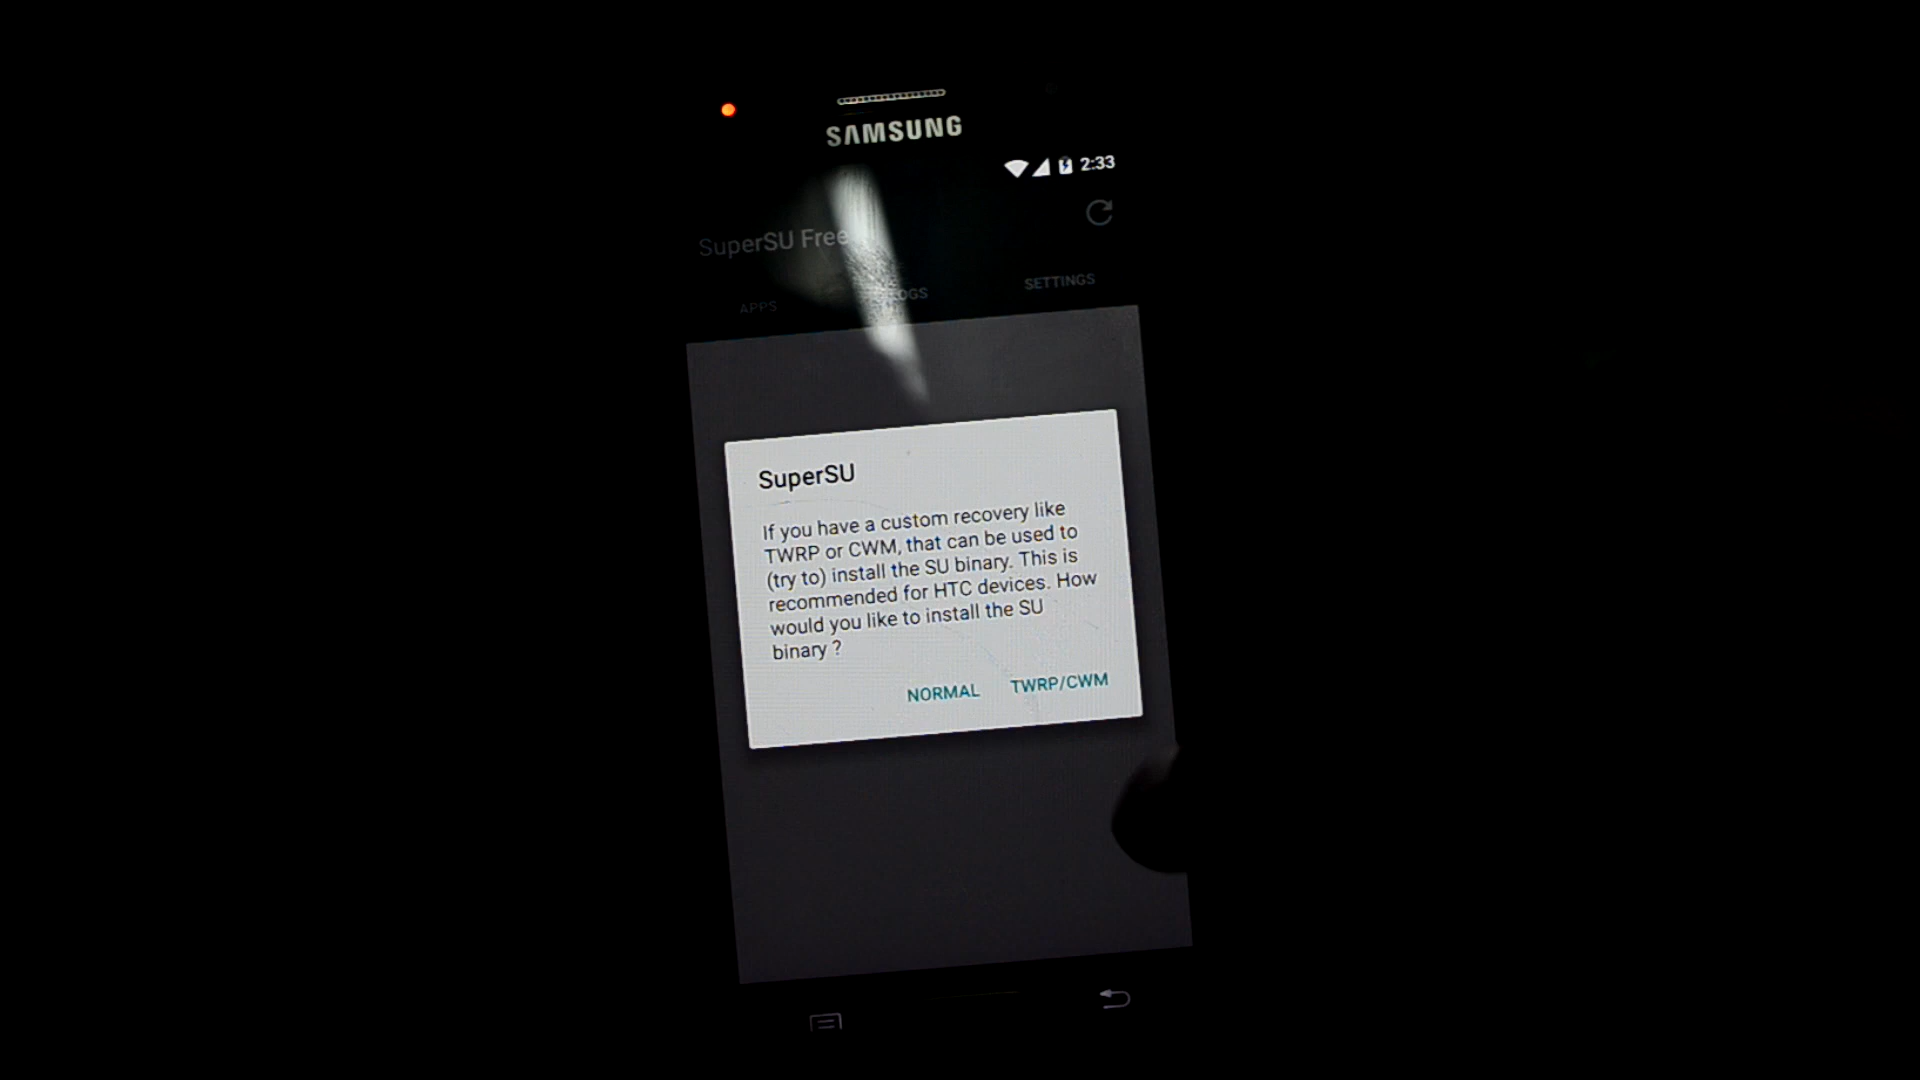 SAMSUNG
2:33
SuperSU Free
APPS
LOGS
SETTINGS
SuperSU
If you have a custom recovery like
TWRP or CWM, that can be used to
(try to) install the SU binary. This is
recommended for HTC devices. How
would you like to install the SU
binary ?
NORMAL
TWRP/CWM